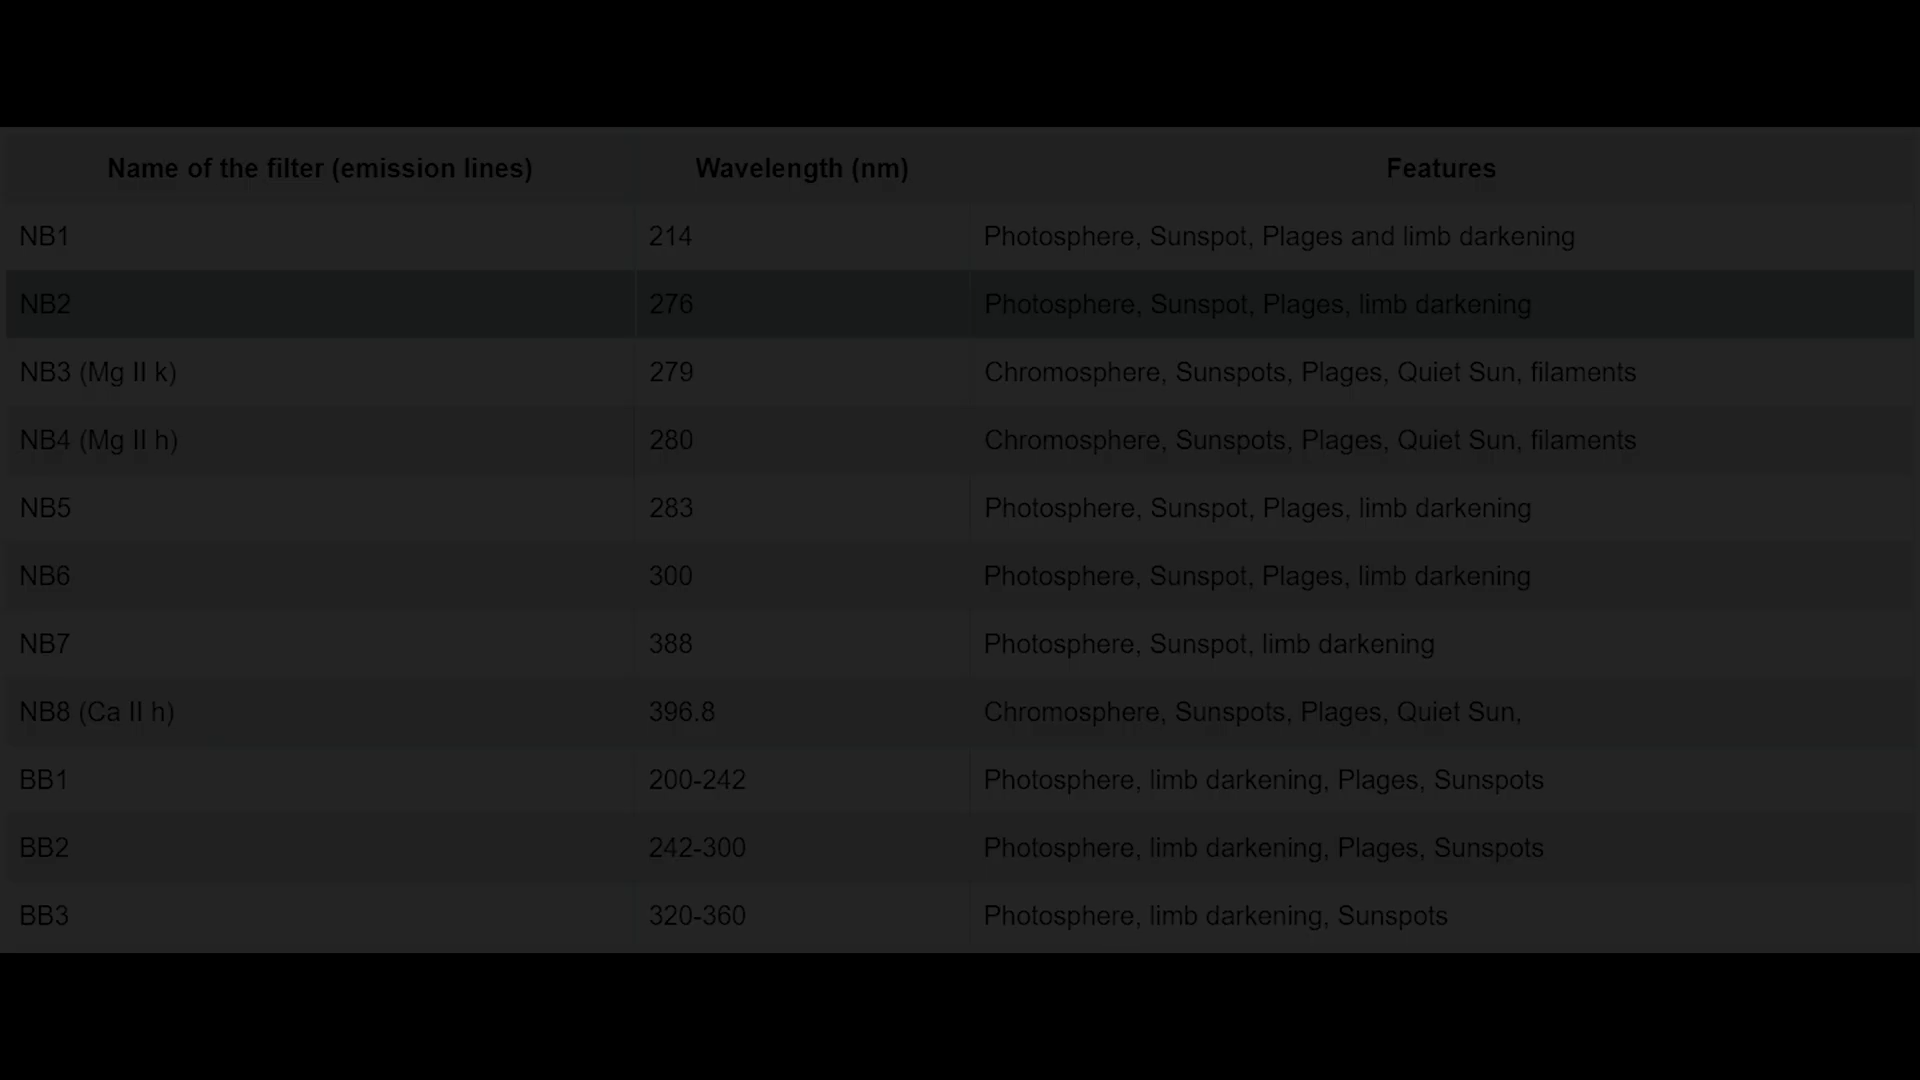 Name of the filter (emission lines) Wavelength (nm) Features
NB1 214 Photosphere, Sunspot, Plages and limb darkening
NB2 276 Photosphere, Sunspot, Plages, limb darkening
NB3 (Mg II k) 279 Chromosphere, Sunspots, Plages, Quiet Sun, filaments
NB4 (Mg II h) 280 Chromosphere, Sunspots, Plages, Quiet Sun, filaments
NB5 283 Photosphere, Sunspot, Plages, limb darkening
NB6 300 Photosphere, Sunspot, Plages, limb darkening
NB7 388 Photosphere, Sunspot, limb darkening
NB8 (Ca II h) 396.8 Chromosphere, Sunspots, Plages, Quiet Sun,
BB1 200-242 Photosphere, limb darkening, Plages, Sunspots
BB2 242-300 Photosphere, limb darkening, Plages, Sunspots
BB3 320-360 Photosphere, limb darkening, Sunspots